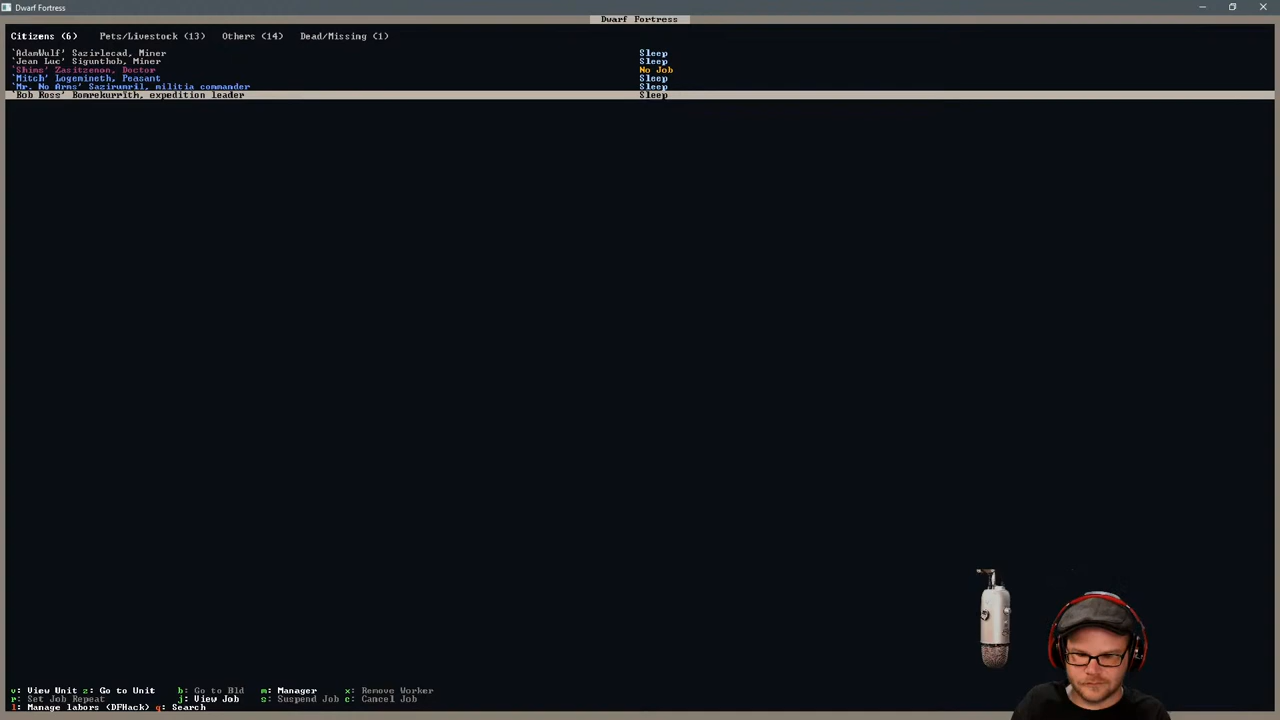 Dwarf Fortress
Dwarf Fortress
Citizens (6) Pets/Livestock (13) Others (14) Dead/Missing (1)
`AdamWulf' Sazirlecad, Miner Sleep
`Jean Luc' Sigunthob, Miner Sleep
`Shims' Zasitzenon, Doctor No Job
`Mitch' Logemineth, Peasant Sleep
`Mr. No Arms' Sazirumril, militia commander Sleep
`Bob Ross' Bomrekurrith, expedition leader Sleep
v: View Unit z: Go to Unit b: Go to Bld m: Manager x: Remove Worker
r: Set Job Repeat j: View Job s: Suspend Job c: Cancel Job
l: Manage labors (DFHack) q: Search